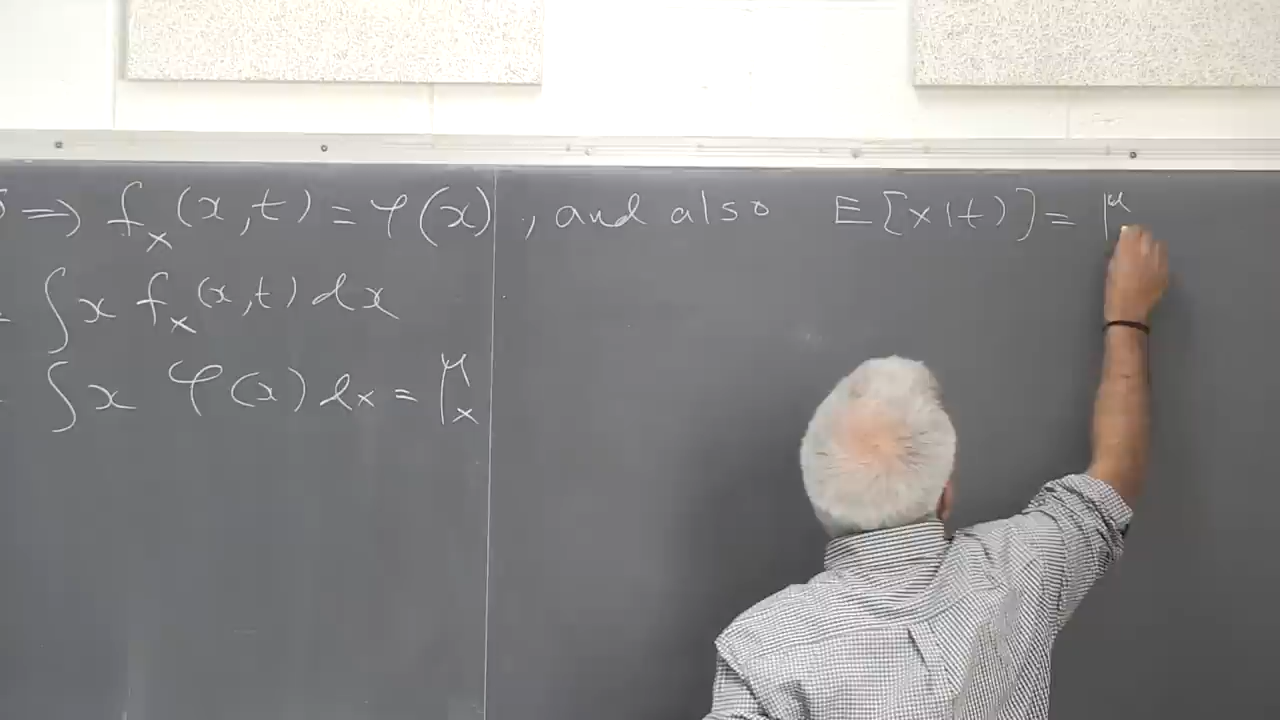 ⇒ f_x(x,t) = φ(x), and also E[x(t)] = μ
∫ x f_x(x,t) dx
∫ x φ(x) dx = μ_x